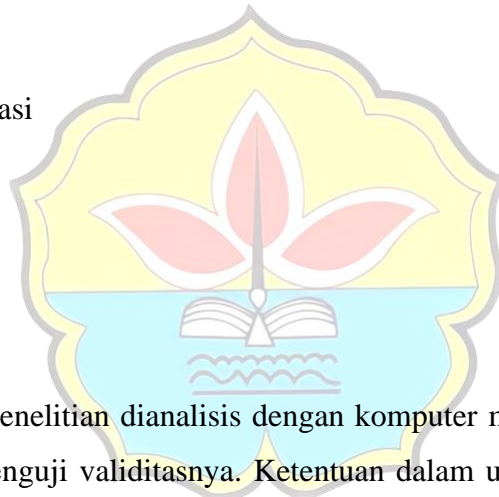 asi
enelitian dianalisis dengan komputer
enguji validitasnya. Ketentuan dalam